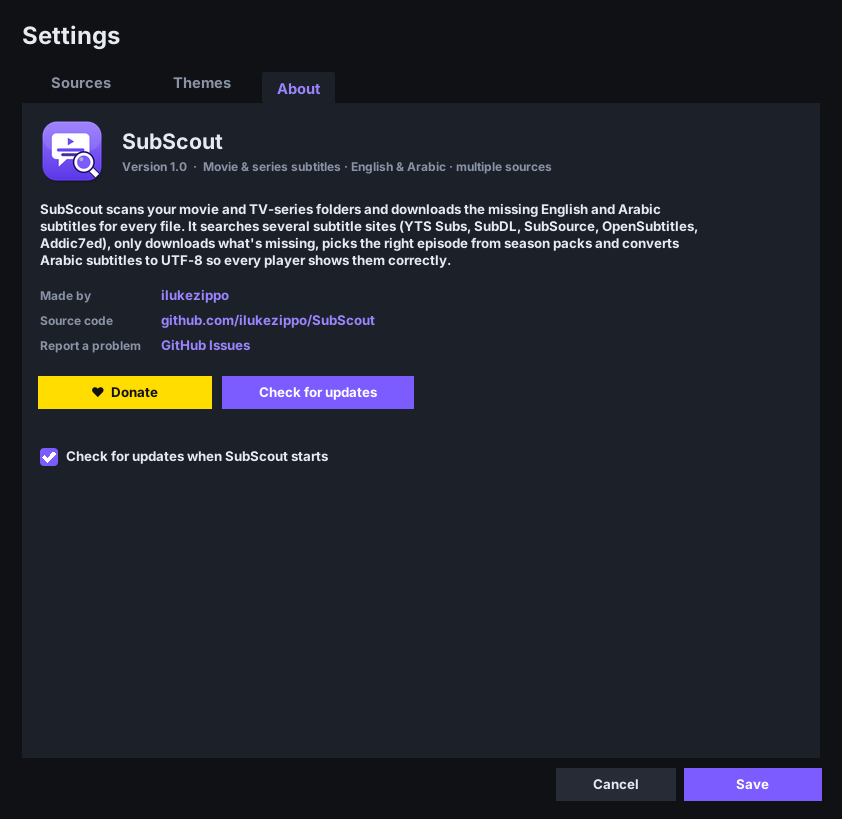 Settings
Sources Themes About
SubScout
Version 1.0 · Movie & series subtitles · English & Arabic · multiple sources
SubScout scans your movie and TV-series folders and downloads the missing English and Arabic
subtitles for every file. It searches several subtitle sites (YTS Subs, SubDL, SubSource, OpenSubtitles,
Addic7ed), only downloads what's missing, picks the right episode from season packs and converts
Arabic subtitles to UTF-8 so every player shows them correctly.
Made by ilukezippo
Source code github.com/ilukezippo/SubScout
Report a problem GitHub Issues
♥ Donate Check for updates
Check for updates when SubScout starts
Cancel Save